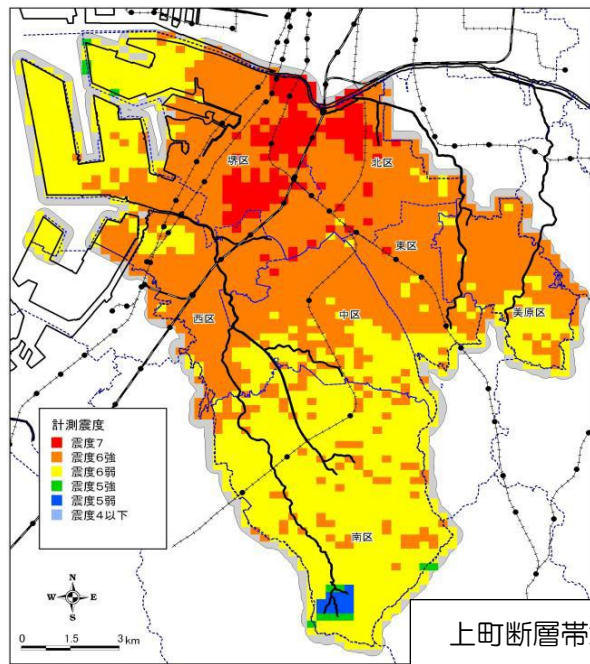 堺区
北区
東区
中区
西区
美原区
南区
計測震度
震度7
震度6強
震度6弱
震度5強
震度5弱
震度4以下
N
W E
S
0 1.5 3 km
上町断層帯